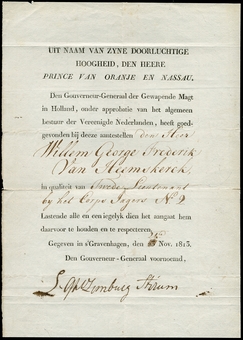 UIT NAAM VAN ZYNE DOORLUCHTIGE
HOOGHEID, DEN HEERE
PRINCE VAN ORANJE EN NASSAU,
Den Gouverneur-Generaal der Gewapende Magt
in Holland, onder approbatie van het algemeen
bestuur der Vereenigde Nederlanden, heeft goed-
gevonden bij deze aantestellen den Heer
Willem George Frederik
Van Heemskerck,
in qualiteit van Tweede Lieutenant
by het Corps Jagers No 9
Lastende alle en een iegelyk dien het aangaat hem
daarvoor te houden en te respecteren.
Gegeven in s'Gravenhagen, den Nov. 1813.
Den Gouverneur-Generaal voornoemd,
Limburg Stirum